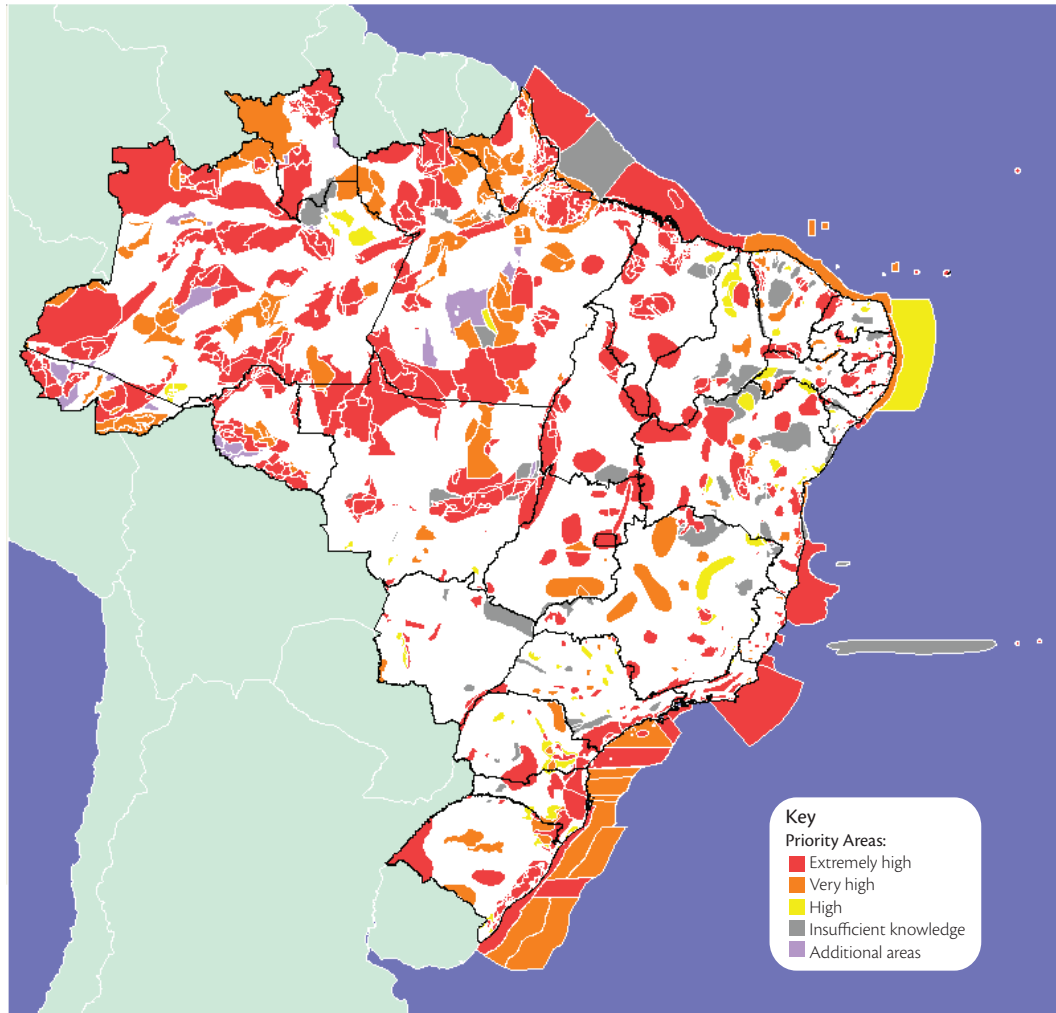 Key
Priority Areas:
Extremely high
Very high
High
Insufficient knowledge
Additional areas